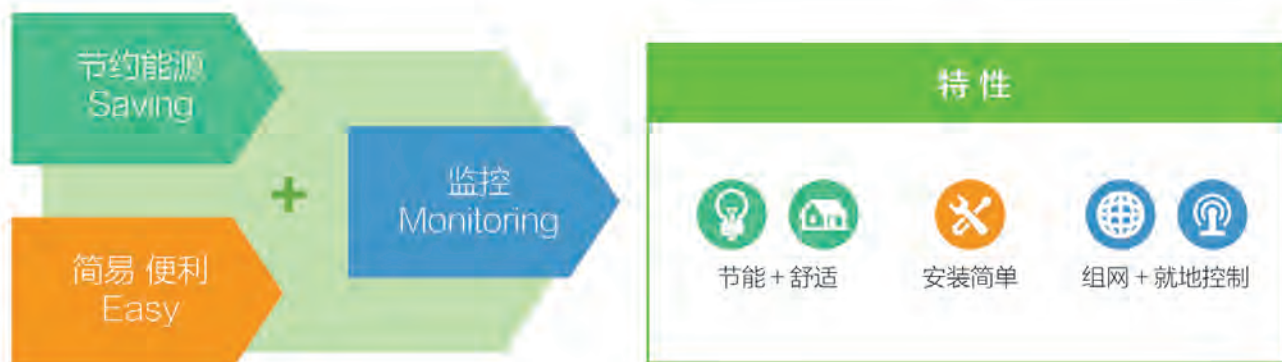 节约能源
Saving
简易 便利
Easy
+
监控
Monitoring
特性
节能+舒适
安装简单
组网+就地控制